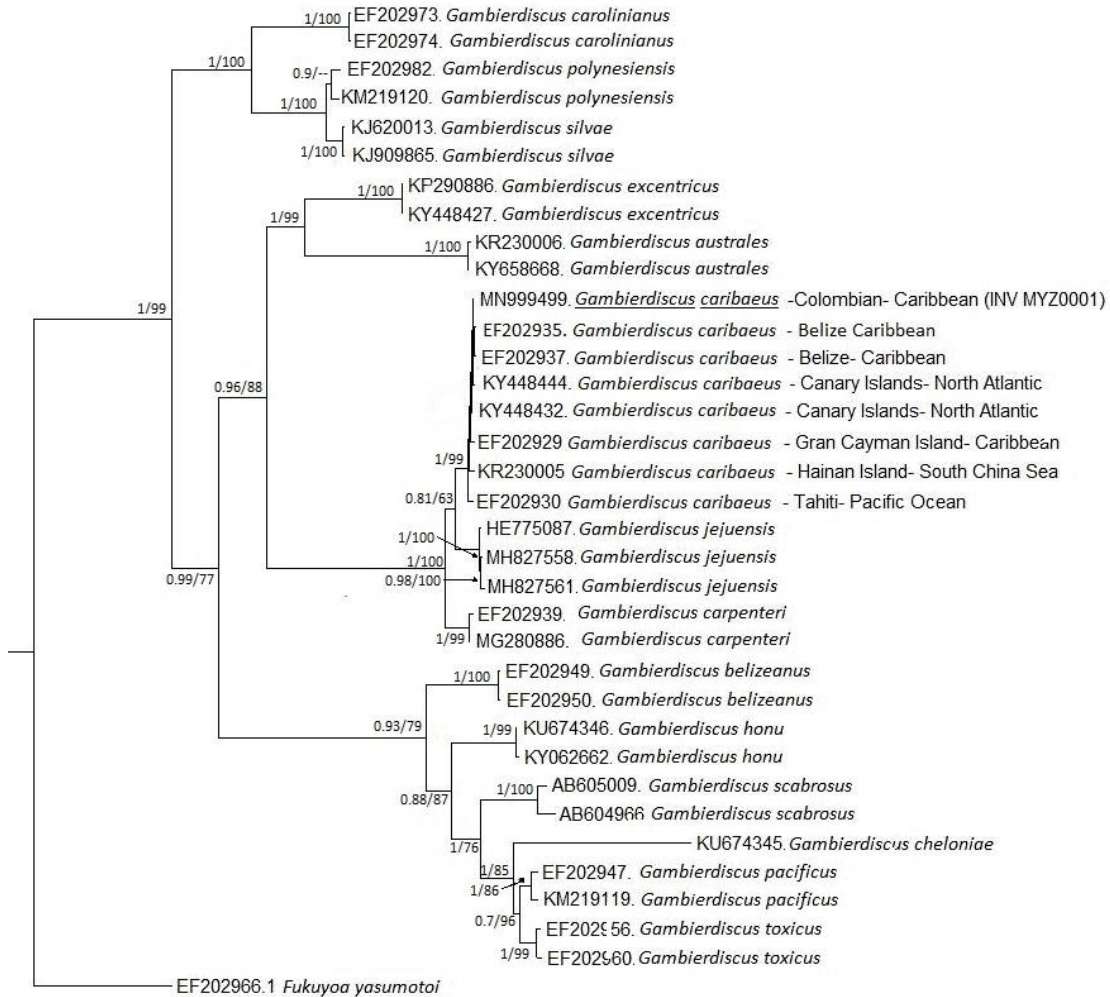 EF202973. Gambierdiscus carolinianus
1/100
EF202974. Gambierdiscus carolinianus
1/100
EF202982. Gambierdiscus polynesiensis
0.9/--
KM219120. Gambierdiscus polynesiensis
1/100
KJ620013. Gambierdiscus silvae
1/100
KJ909865. Gambierdiscus silvae
KP290886. Gambierdiscus excentricus
1/100
KY448427. Gambierdiscus excentricus
1/99
KR230006. Gambierdiscus australes
1/100
KY658668. Gambierdiscus australes
MN999499. Gambierdiscus caribaeus -Colombian- Caribbean (INV MYZ0001)
1/99
EF202935. Gambierdiscus caribaeus - Belize Caribbean
EF202937. Gambierdiscus caribaeus - Belize- Caribbean
KY448444. Gambierdiscus caribaeus - Canary Islands- North Atlantic
0.96/88
KY448432. Gambierdiscus caribaeus - Canary Islands- North Atlantic
EF202929 Gambierdiscus caribaeus - Gran Cayman Island- Caribbean
1/99
KR230005 Gambierdiscus caribaeus - Hainan Island- South China Sea
0.81/63
EF202930 Gambierdiscus caribaeus - Tahiti- Pacific Ocean
HE775087. Gambierdiscus jejuensis
1/100
MH827558. Gambierdiscus jejuensis
1/100
0.99/77
0.98/100
MH827561. Gambierdiscus jejuensis
EF202939. Gambierdiscus carpenteri
1/99
MG280886. Gambierdiscus carpenteri
EF202949. Gambierdiscus belizeanus
1/100
EF202950. Gambierdiscus belizeanus
0.93/79
KU674346. Gambierdiscus honu
1/99
KY062662. Gambierdiscus honu
0.88/87
AB605009. Gambierdiscus scabrosus
1/100
AB604966 Gambierdiscus scabrosus
1/76
KU674345. Gambierdiscus cheloniae
1/85
EF202947. Gambierdiscus pacificus
1/86
KM219119. Gambierdiscus pacificus
0.7/96
EF202956. Gambierdiscus toxicus
1/99
EF202960. Gambierdiscus toxicus
EF202966.1 Fukuyoa yasumotoi